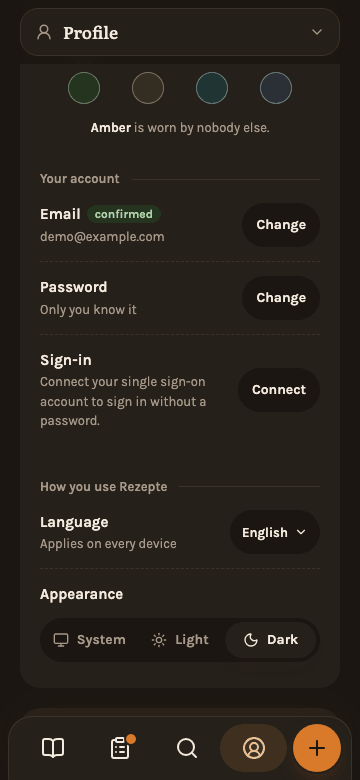 Profile
Amber is worn by nobody else.
Your account
Email confirmed
demo@example.com
Change
Password
Only you know it
Change
Sign-in
Connect your single sign-on
account to sign in without a
password.
Connect
How you use Rezepte
Language
Applies on every device
English
Appearance
System Light Dark